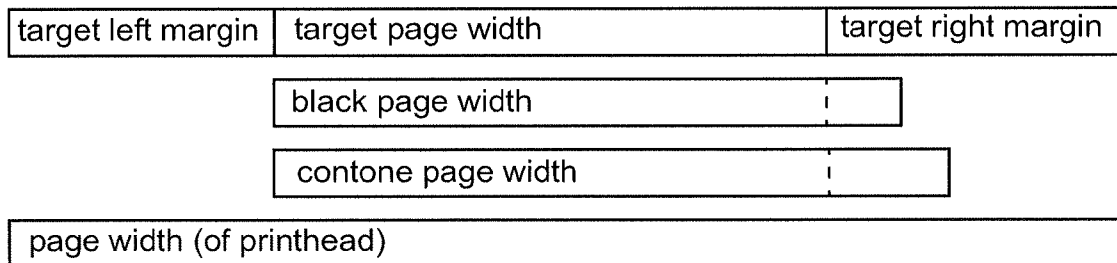 target left margin target page width target right margin
black page width
contone page width
page width (of printhead)